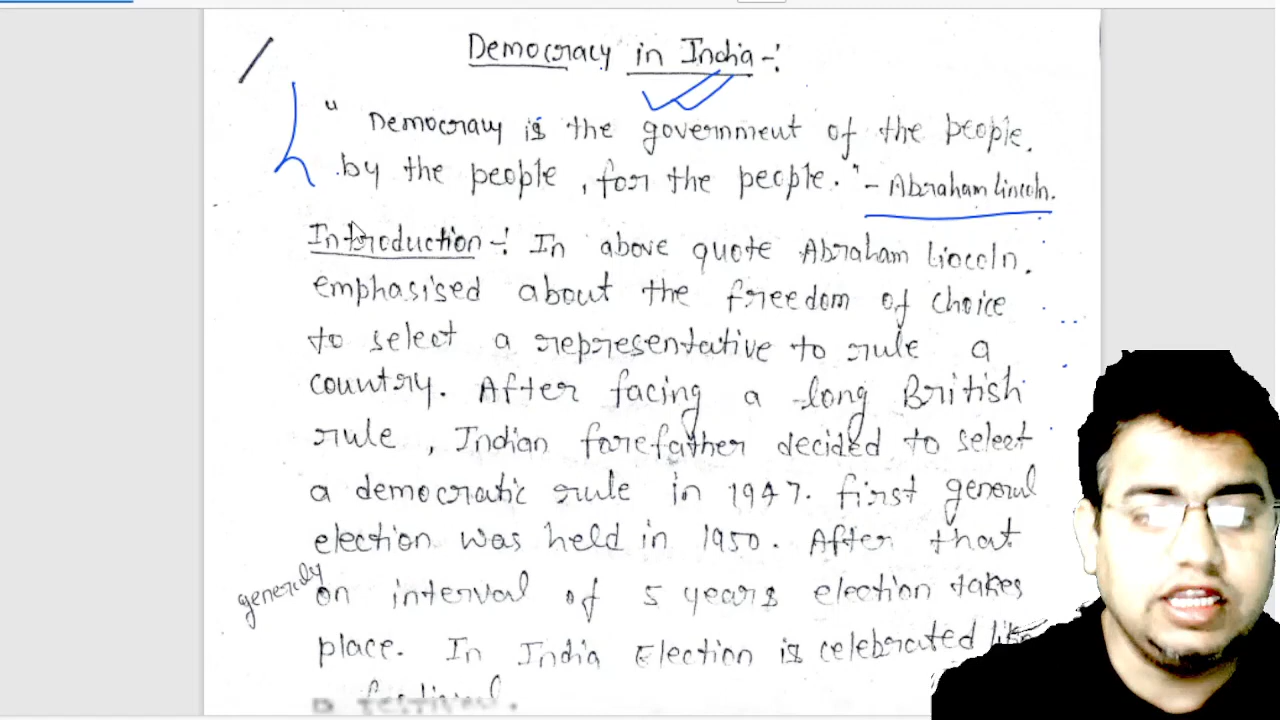 Democracy in India -:
" Democracy is the government of the people,
by the people, for the people." - Abraham lincoln.
Introduction -: In above quote Abraham Lincoln,
emphasised about the freedom of choice
to select a representative to rule a
country. After facing a long British
rule, Indian forefather decided to select
a democratic rule in 1947. first general
election was held in 1950. After that
generaly
on interval of 5 years election takes
place. In India Election is celebrated like
a festival.